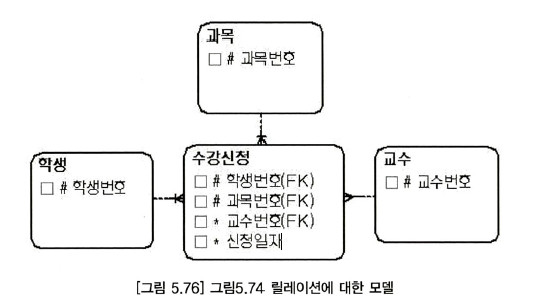 과목
□ # 과목번호
학생
□ # 학생번호
수강신청
□ # 학생번호(FK)
□ # 과목번호(FK)
□ * 교수번호(FK)
□ * 신청일재
교수
□ # 교수번호
[그림 5.76] 그림5.74 릴레이션에 대한 모델